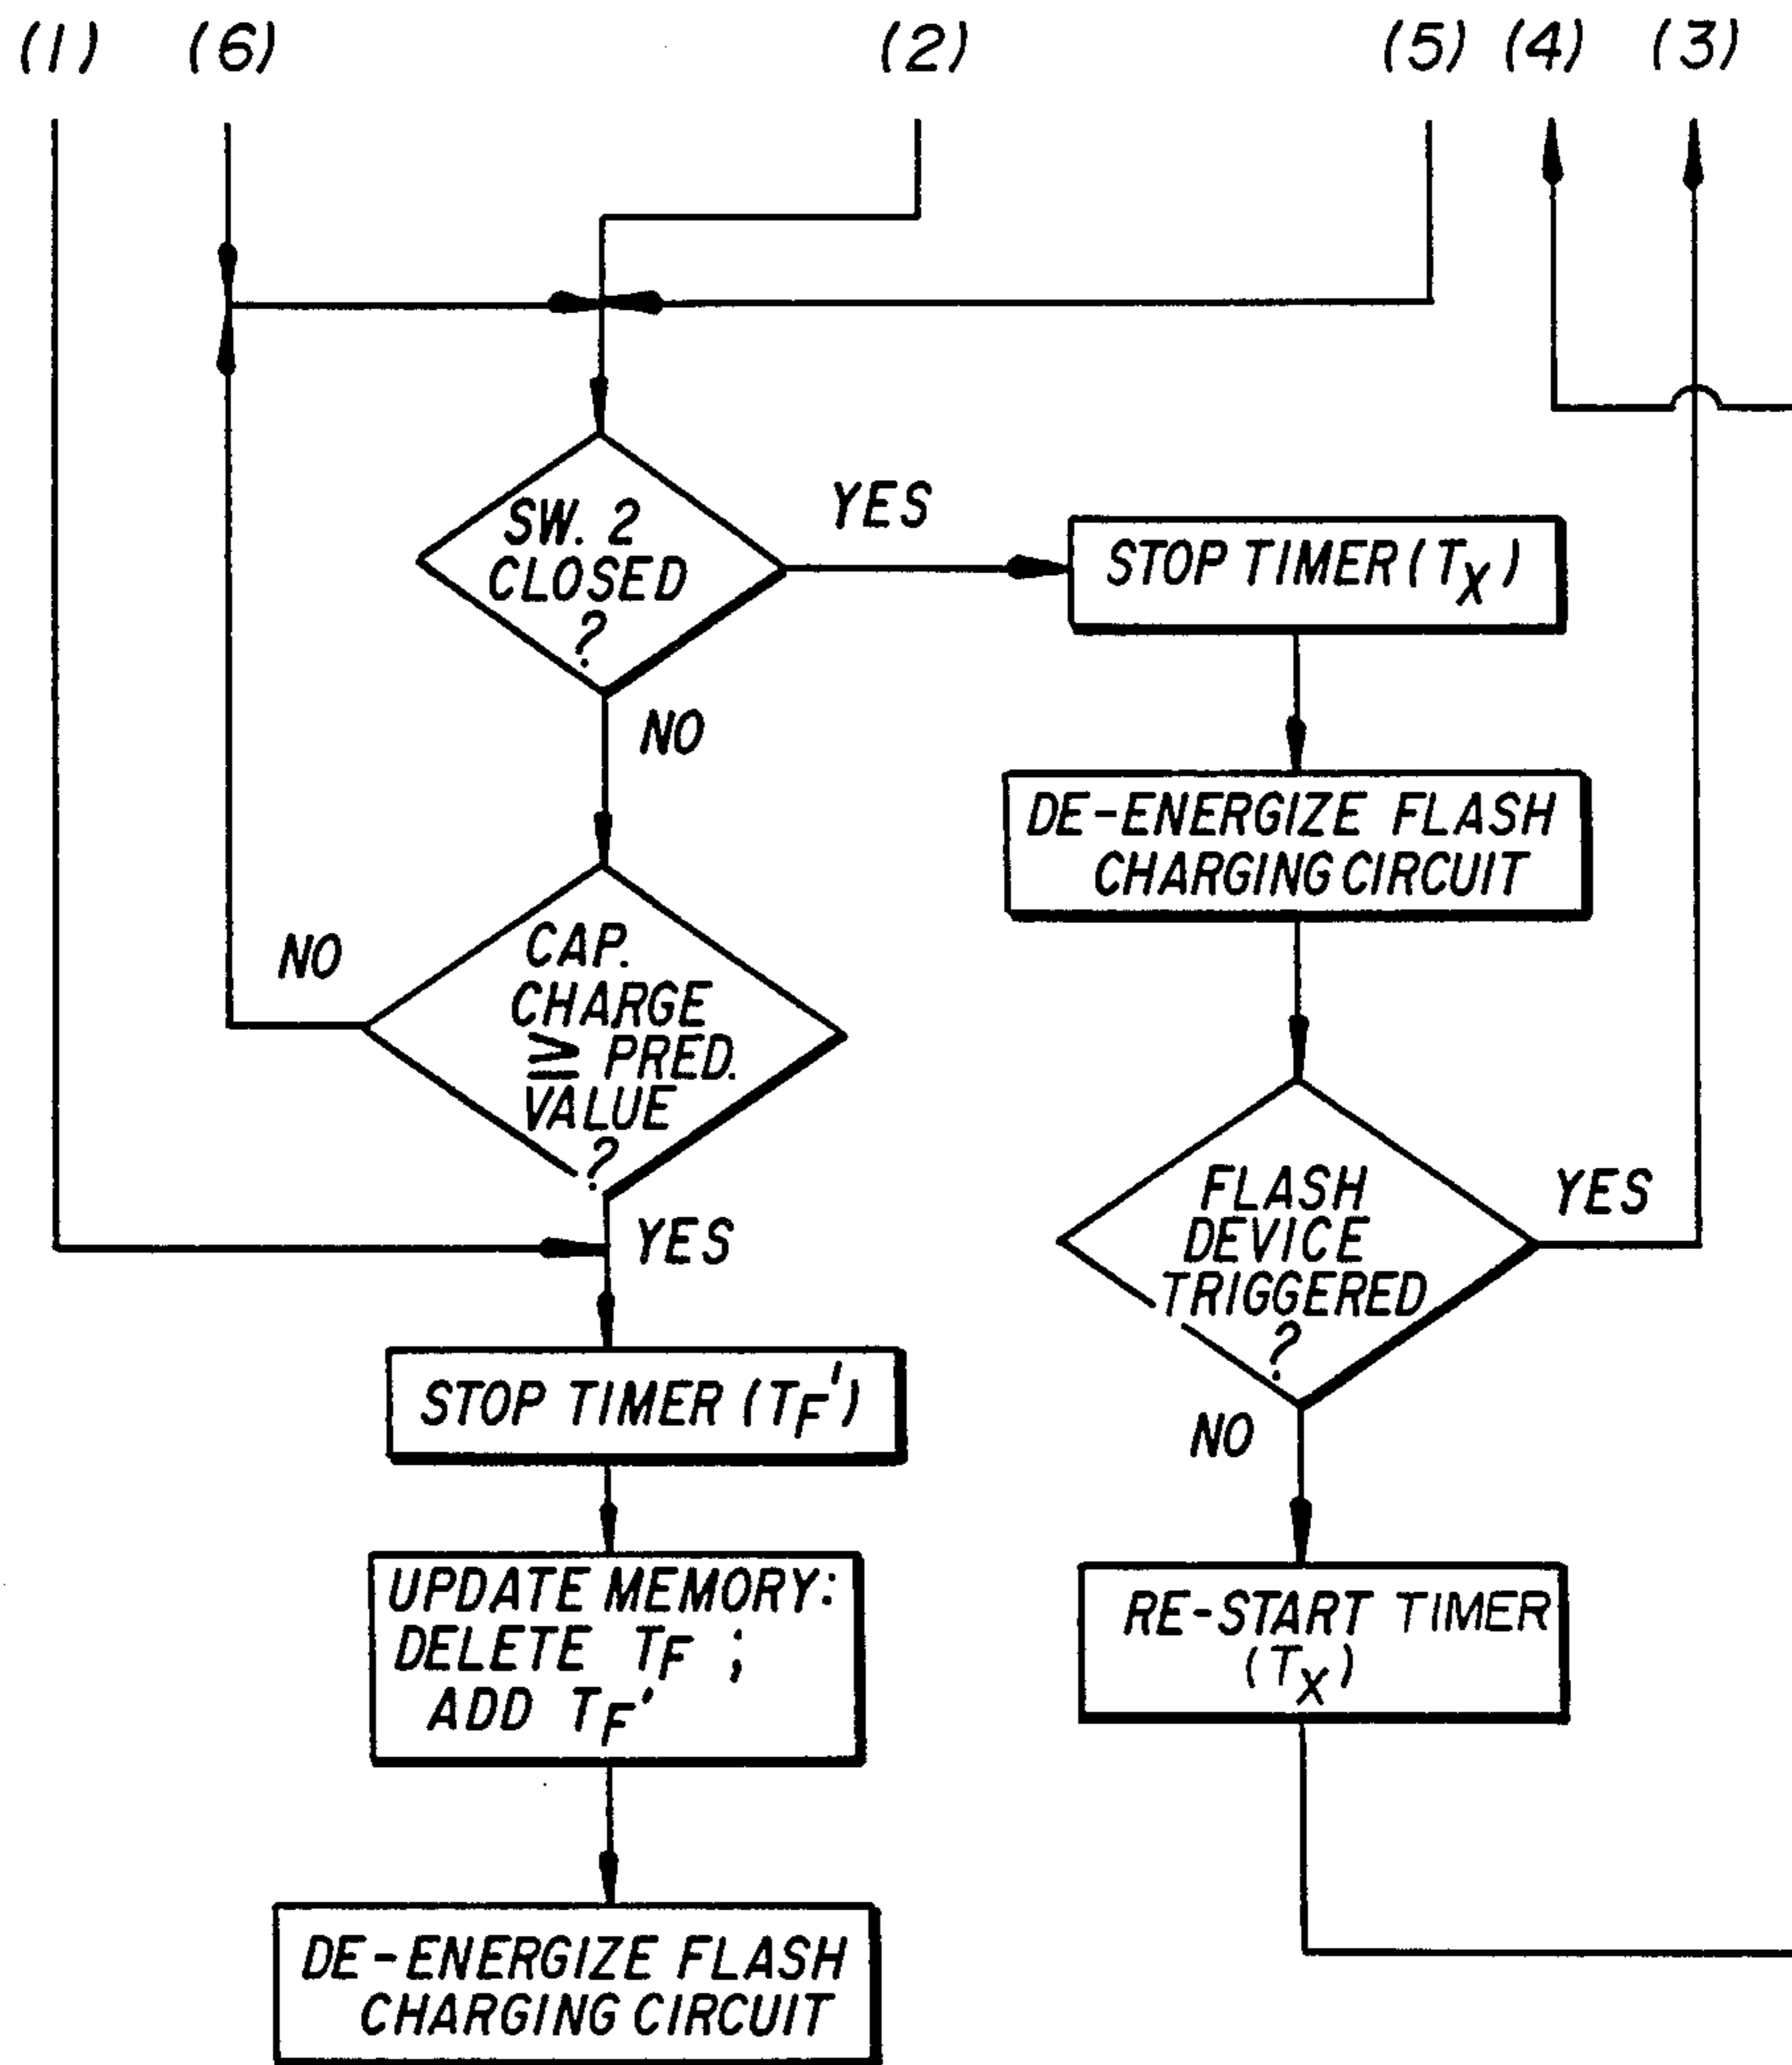 (1) (6) (2) (5) (4) (3)
SW. 2
CLOSED
?
YES
STOP TIMER (TX)
NO
DE-ENERGIZE FLASH
CHARGING CIRCUIT
CAP.
CHARGE
≧ PRED.
VALUE
?
NO
YES
FLASH
DEVICE
TRIGGERED
?
YES
NO
STOP TIMER (TF')
UPDATE MEMORY:
DELETE TF ;
ADD TF'
RE-START TIMER
(TX)
DE-ENERGIZE FLASH
CHARGING CIRCUIT